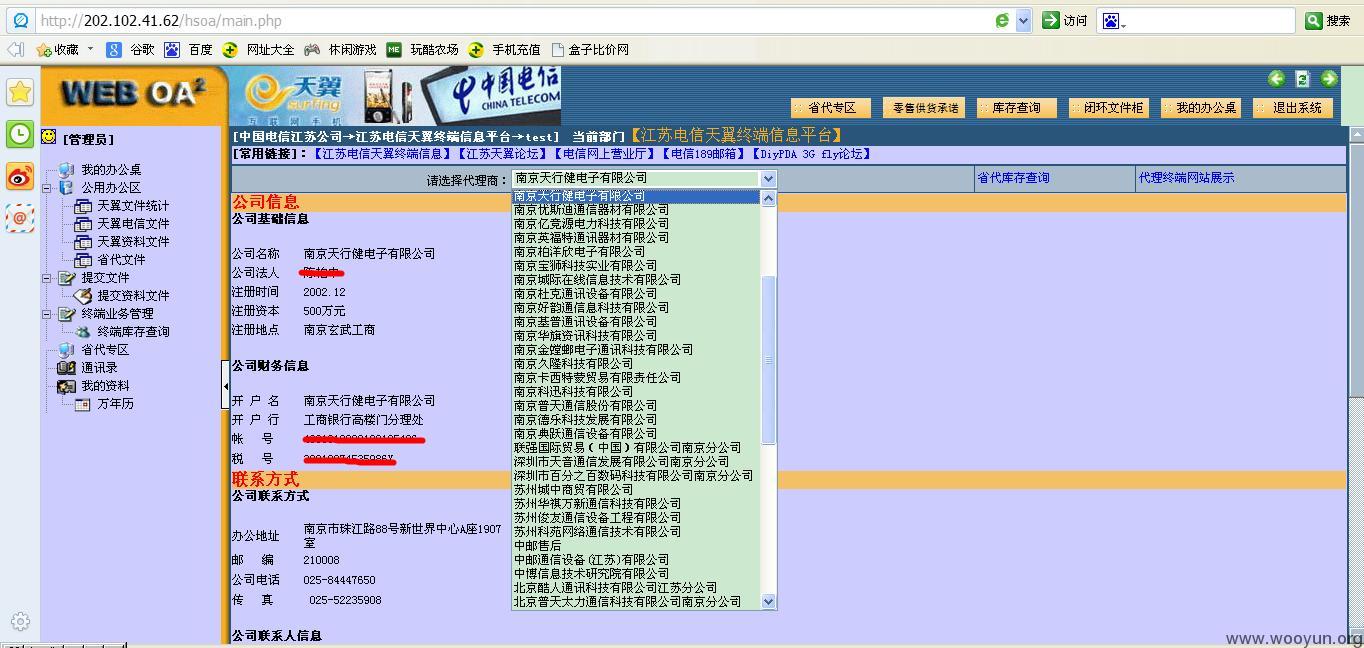 http://202.102.41.62/hsoa/main.php 访问 搜索
收藏 谷歌 百度 网址大全 休闲游戏 玩酷农场 手机充值 盒子比价网
WEB OA² 天翼 surfing 互联网手机 中国电信 CHINA TELECOM
省代专区 零售供货承诺 库存查询 闭环文件柜 我的办公桌 退出系统
[管理员]
我的办公桌
公用办公区
天翼文件统计
天翼电信文件
天翼资料文件
省代文件
提交文件
提交资料文件
终端业务管理
终端库存查询
省代专区
通讯录
我的资料
万年历
[中国电信江苏公司→江苏电信天翼终端信息平台→test] 当前部门【江苏电信天翼终端信息平台】
[常用链接]：【江苏电信天翼终端信息】【江苏天翼论坛】【电信网上营业厅】【电信189邮箱】【DiyPDA 3G fly论坛】
请选择代理商： 南京天行健电子有限公司 省代库存查询 代理终端网站展示
公司信息
公司基础信息
公司名称 南京天行健电子有限公司
公司法人
注册时间 2002.12
注册资本 500万元
注册地点 南京玄武工商
公司财务信息
开 户 名 南京天行健电子有限公司
开 户 行 工商银行高楼门分理处
帐 号
税 号
联系方式
公司联系方式
办公地址 南京市珠江路88号新世界中心A座1907
室
邮 编 210008
公司电话 025-84447650
传 真 025-52235908
公司联系人信息
南京天行健电子有限公司
南京优斯迪通信器材有限公司
南京亿竞源电力科技有限公司
南京英福特通讯器材有限公司
南京柏洋欣电子有限公司
南京宝狮科技实业有限公司
南京城际在线信息技术有限公司
南京杜克通讯设备有限公司
南京好韵通信息科技有限公司
南京基普通讯设备有限公司
南京华旗资讯科技有限公司
南京金螳螂电子通讯科技有限公司
南京久隆科技有限公司
南京卡西特蒙贸易有限责任公司
南京科迅科技有限公司
南京普天通信股份有限公司
南京德乐科技发展有限公司
南京典跃通信设备有限公司
联强国际贸易（中国）有限公司南京分公司
深圳市天音通信发展有限公司南京分公司
深圳市百分之百数码科技有限公司南京分公司
苏州城中商贸有限公司
苏州华祺万新通信科技有限公司
苏州俊友通信设备工程有限公司
苏州科苑网络通信技术有限公司
中邮售后
中邮通信设备(江苏)有限公司
中博信息技术研究院有限公司
北京酷人通讯科技有限公司江苏分公司
北京普天太力通信科技有限公司南京分公司
www.wooyun.org